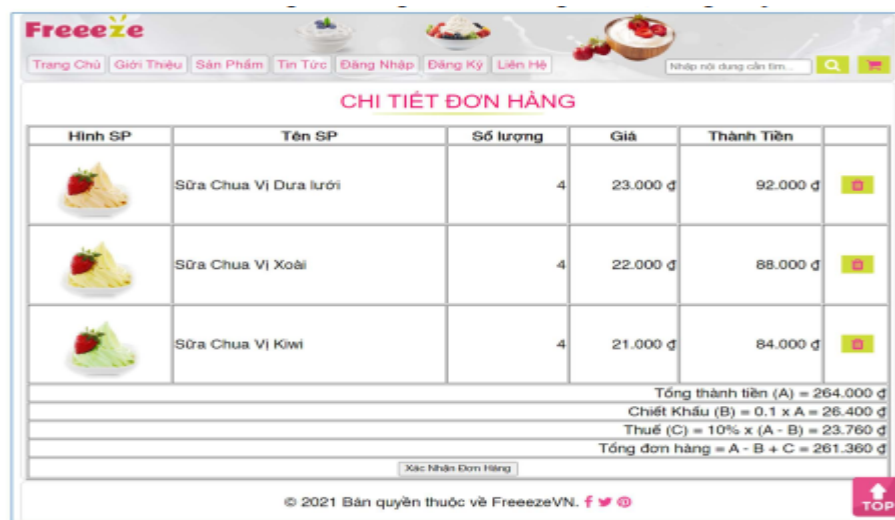 Freeeze
Trang Chủ Giới Thiệu Sản Phẩm Tin Tức Đăng Nhập Đăng Ký Liên Hệ Nhập nội dung cần tìm...
CHI TIẾT ĐƠN HÀNG
Hình SP Tên SP Số lượng Giá Thành Tiền
Sữa Chua Vị Dưa lưới 4 23.000 ₫ 92.000 ₫
Sữa Chua Vị Xoài 4 22.000 ₫ 88.000 ₫
Sữa Chua Vị Kiwi 4 21.000 ₫ 84.000 ₫
Tổng thành tiền (A) = 264.000 ₫
Chiết Khấu (B) = 0.1 x A = 26.400 ₫
Thuế (C) = 10% x (A - B) = 23.760 ₫
Tổng đơn hàng = A - B + C = 261.360 ₫
Xác Nhận Đơn Hàng
© 2021 Bản quyền thuộc về FreeezeVN.
TOP